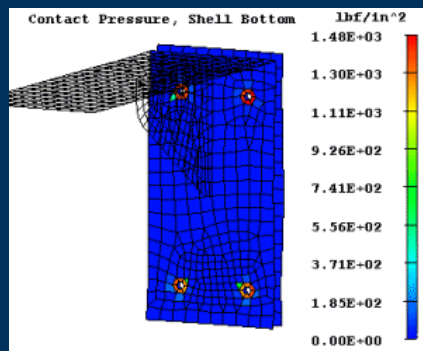 Contact Pressure, Shell Bottom lbf/in^2
1.48E+03
1.30E+03
1.11E+03
9.26E+02
7.41E+02
5.56E+02
3.71E+02
1.85E+02
0.00E+00